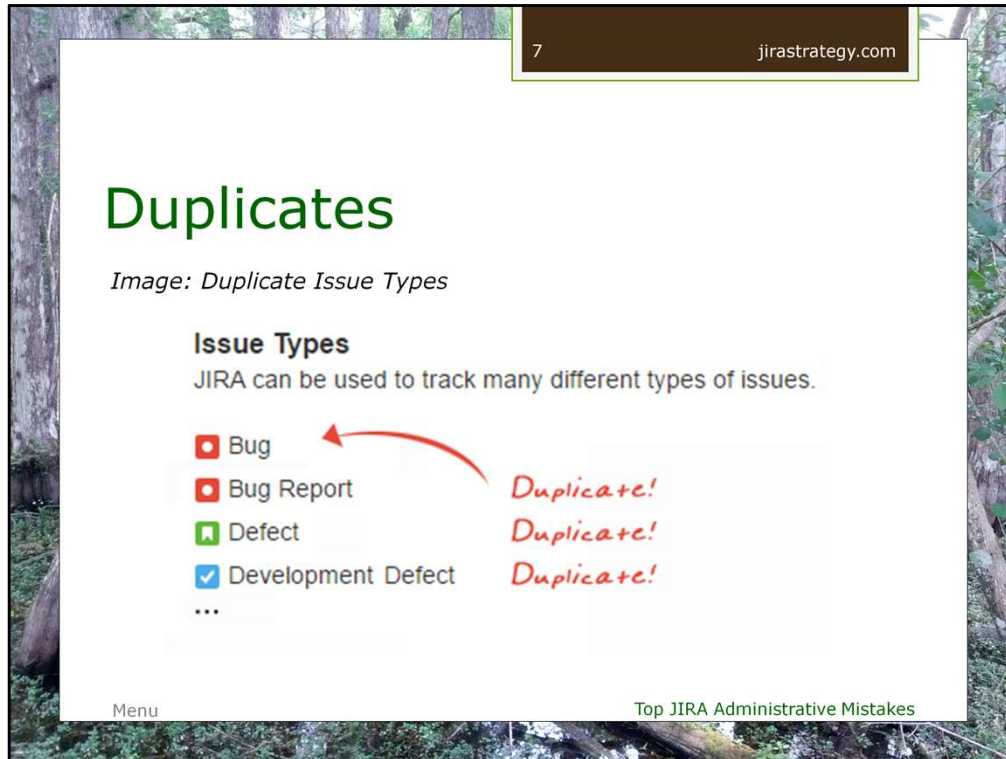 7 jirastrategy.com
Duplicates
Image: Duplicate Issue Types
Issue Types
JIRA can be used to track many different types of issues.
Bug
Bug Report Duplicate!
Defect Duplicate!
Development Defect Duplicate!
...
Menu Top JIRA Administrative Mistakes